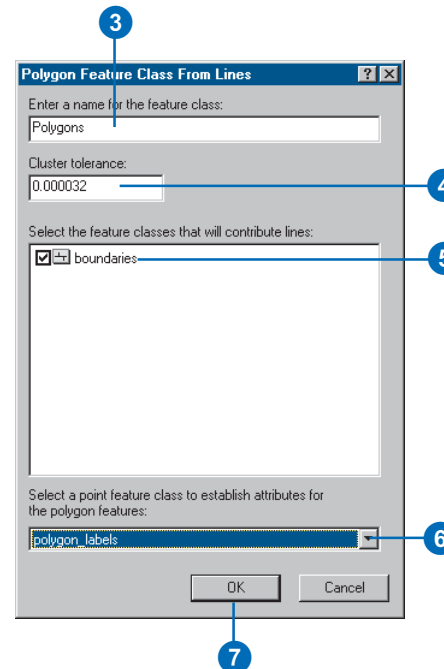 3
Polygon Feature Class From Lines
Enter a name for the feature class:
Polygons
Cluster tolerance:
0.000032
4
Select the feature classes that will contribute lines:
boundaries
5
Select a point feature class to establish attributes for
the polygon features:
polygon_labels
6
OK
Cancel
7